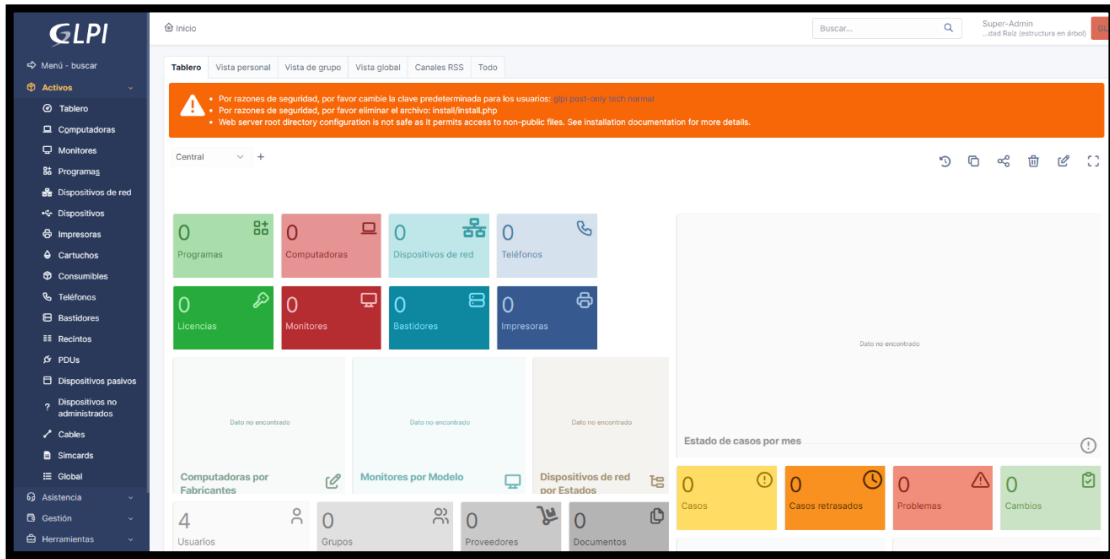 GLPI
Inicio
Buscar...
Super-Admin
...dad Raíz (estructura en árbol)
Menú - buscar
Activos
Tablero
Computadoras
Monitores
Programas
Dispositivos de red
Dispositivos
Impresoras
Cartuchos
Consumibles
Teléfonos
Bastidores
Recintos
PDUs
Dispositivos pasivos
Dispositivos no
administrados
Cables
Simcards
Global
Asistencia
Gestión
Herramientas
Tablero Vista personal Vista de grupo Vista global Canales RSS Todo
• Por razones de seguridad, por favor cambie la clave predeterminada para los usuarios: glpi post-only tech normal
• Por razones de seguridad, por favor eliminar el archivo: install/install.php
• Web server root directory configuration is not safe as it permits access to non-public files. See installation documentation for more details.
Central
0
Programas
0
Computadoras
0
Dispositivos de red
0
Teléfonos
0
Licencias
0
Monitores
0
Bastidores
0
Impresoras
Dato no encontrado
Computadoras por
Fabricantes
Dato no encontrado
Monitores por Modelo
Dato no encontrado
Dispositivos de red
por Estados
Dato no encontrado
Estado de casos por mes
4
Usuarios
0
Grupos
0
Proveedores
0
Documentos
0
Casos
0
Casos retrasados
0
Problemas
0
Cambios